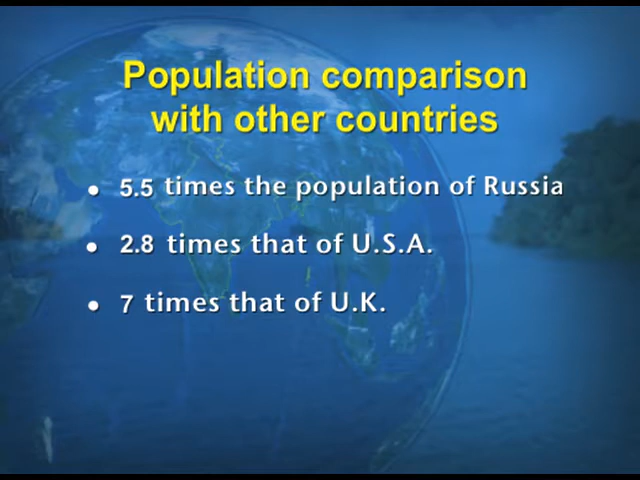 Population comparison
with other countries
• 5.5 times the population of Russia
• 2.8 times that of U.S.A.
• 7 times that of U.K.